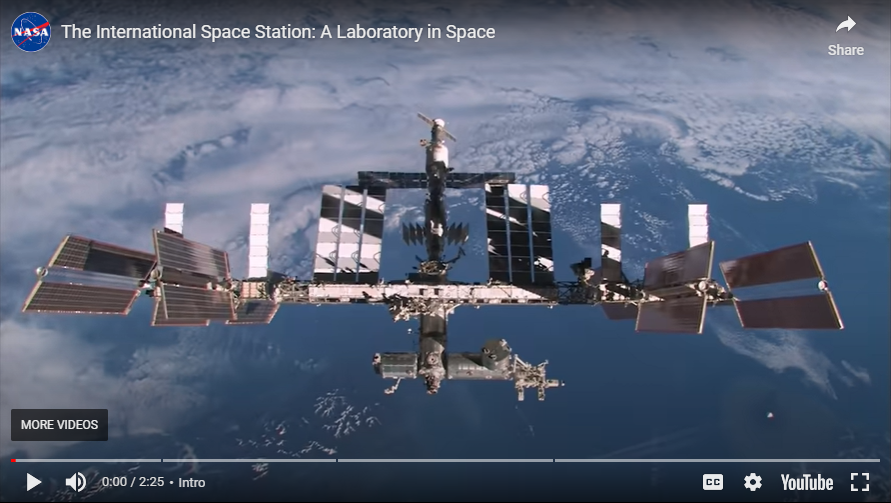 NASA
The International Space Station: A Laboratory in Space
Share
MORE VIDEOS
0:00 / 2:25 • Intro
CC
YouTube